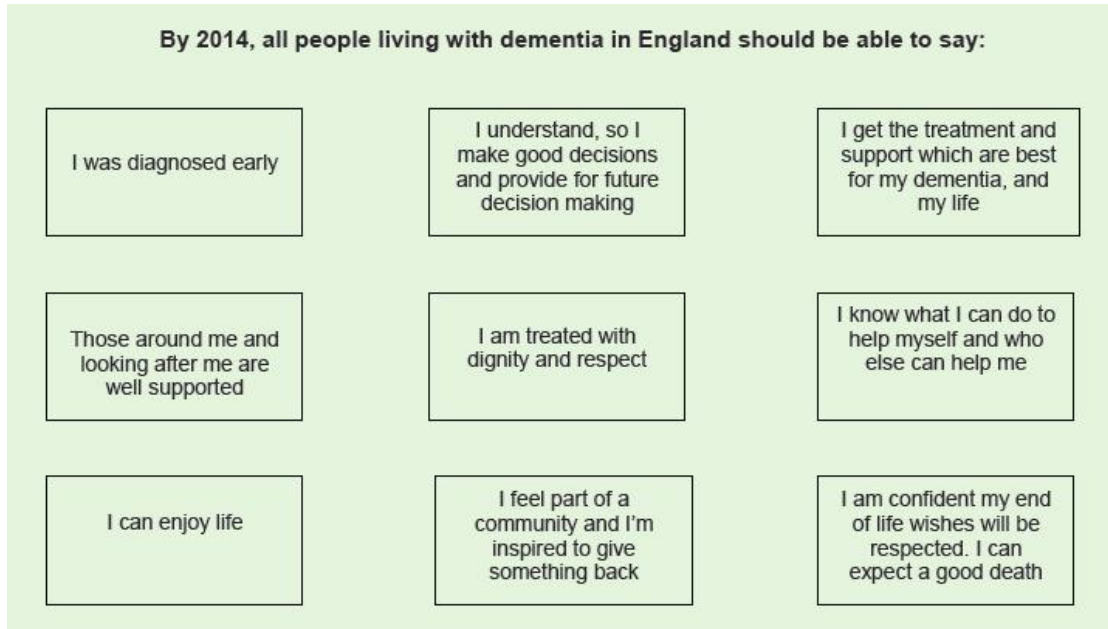 By 2014, all people living with dementia in England should be able to say:
I was diagnosed early
I understand, so I
make good decisions
and provide for future
decision making
I get the treatment and
support which are best
for my dementia, and
my life
Those around me and
looking after me are
well supported
I am treated with
dignity and respect
I know what I can do to
help myself and who
else can help me
I can enjoy life
I feel part of a
community and I'm
inspired to give
something back
I am confident my end
of life wishes will be
respected. I can
expect a good death